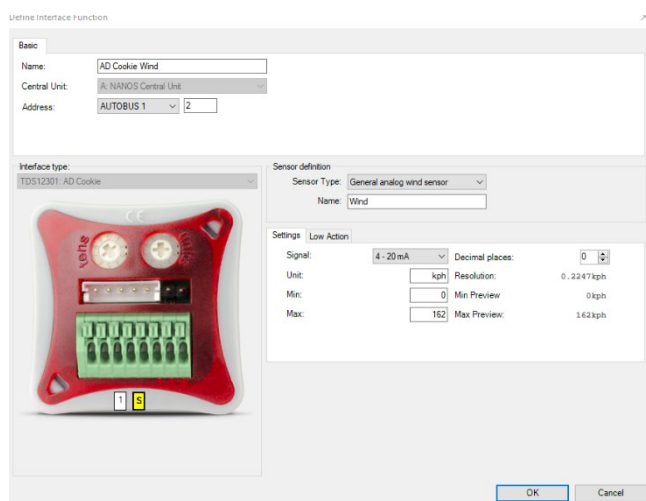 Define Interface Function
Basic
Name: AD Cookie Wind
Central Unit: A: NANOS Central Unit
Address: AUTOBUS 1 2
Interface type:
TDS12301: AD Cookie
CE
tens
units
1 S
Sensor definition
Sensor Type: General analog wind sensor
Name: Wind
Settings Low Action
Signal: 4 - 20 mA Decimal places: 0
Unit: kph Resolution: 0.2247kph
Min: 0 Min Preview 0kph
Max: 162 Max Preview: 162kph
OK Cancel